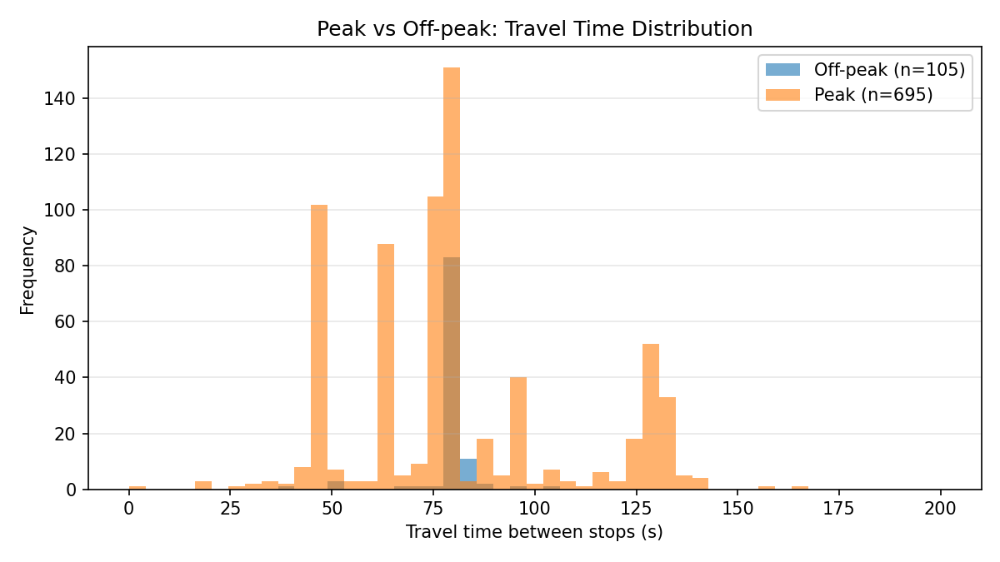 Peak vs Off-peak: Travel Time Distribution
Off-peak (n=105)
Peak (n=695)
Frequency
140
120
100
80
60
40
20
0
0 25 50 75 100 125 150 175 200
Travel time between stops (s)